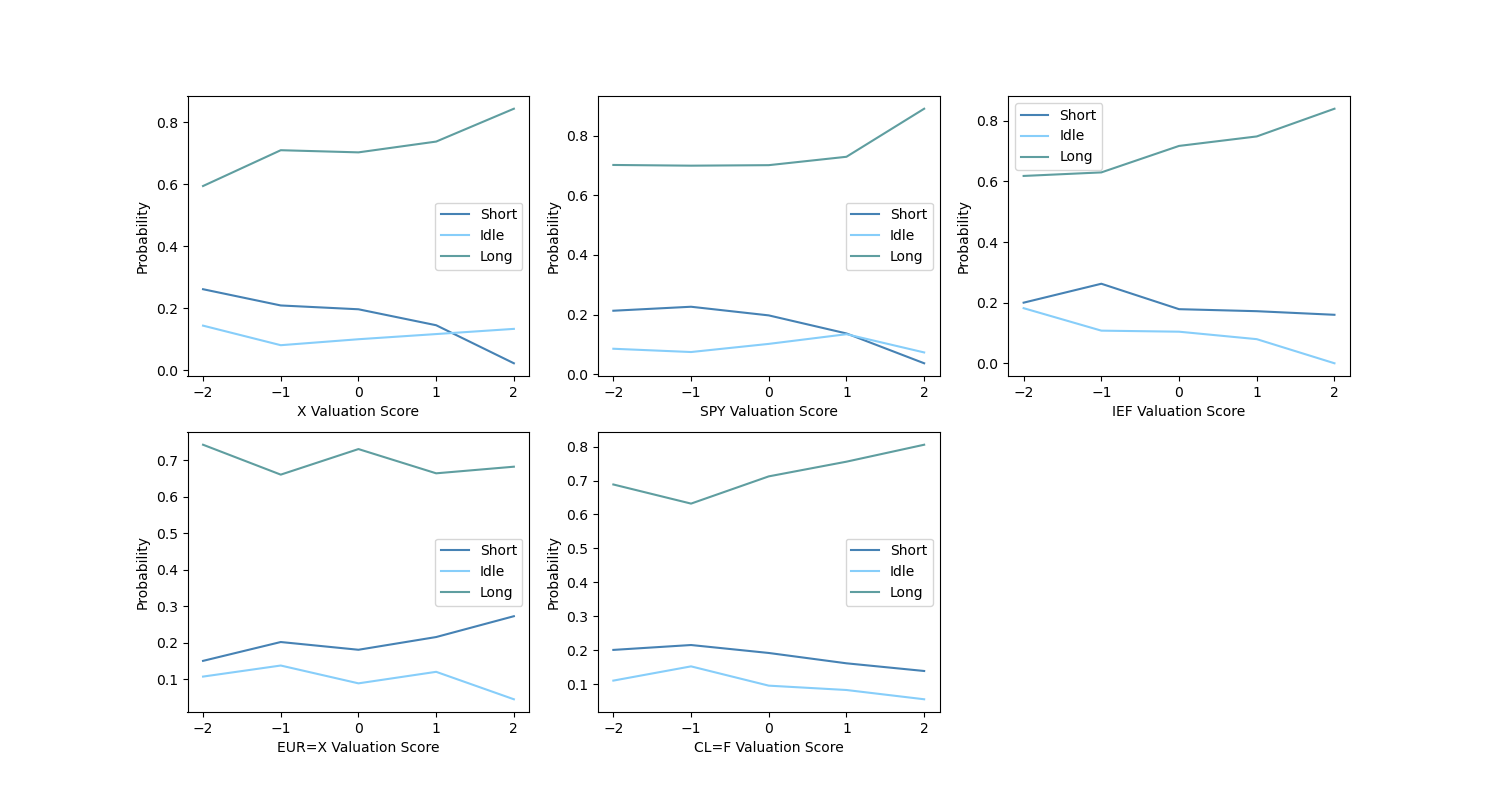 0.8
0.6
0.4
0.2
0.0
Probability
−2 −1 0 1 2
X Valuation Score
Short
Idle
Long
0.8
0.6
0.4
0.2
0.0
Probability
−2 −1 0 1 2
SPY Valuation Score
Short
Idle
Long
0.8
0.6
0.4
0.2
0.0
Probability
−2 −1 0 1 2
IEF Valuation Score
Short
Idle
Long
0.7
0.6
0.5
0.4
0.3
0.2
0.1
Probability
−2 −1 0 1 2
EUR=X Valuation Score
Short
Idle
Long
0.8
0.7
0.6
0.5
0.4
0.3
0.2
0.1
Probability
−2 −1 0 1 2
CL=F Valuation Score
Short
Idle
Long